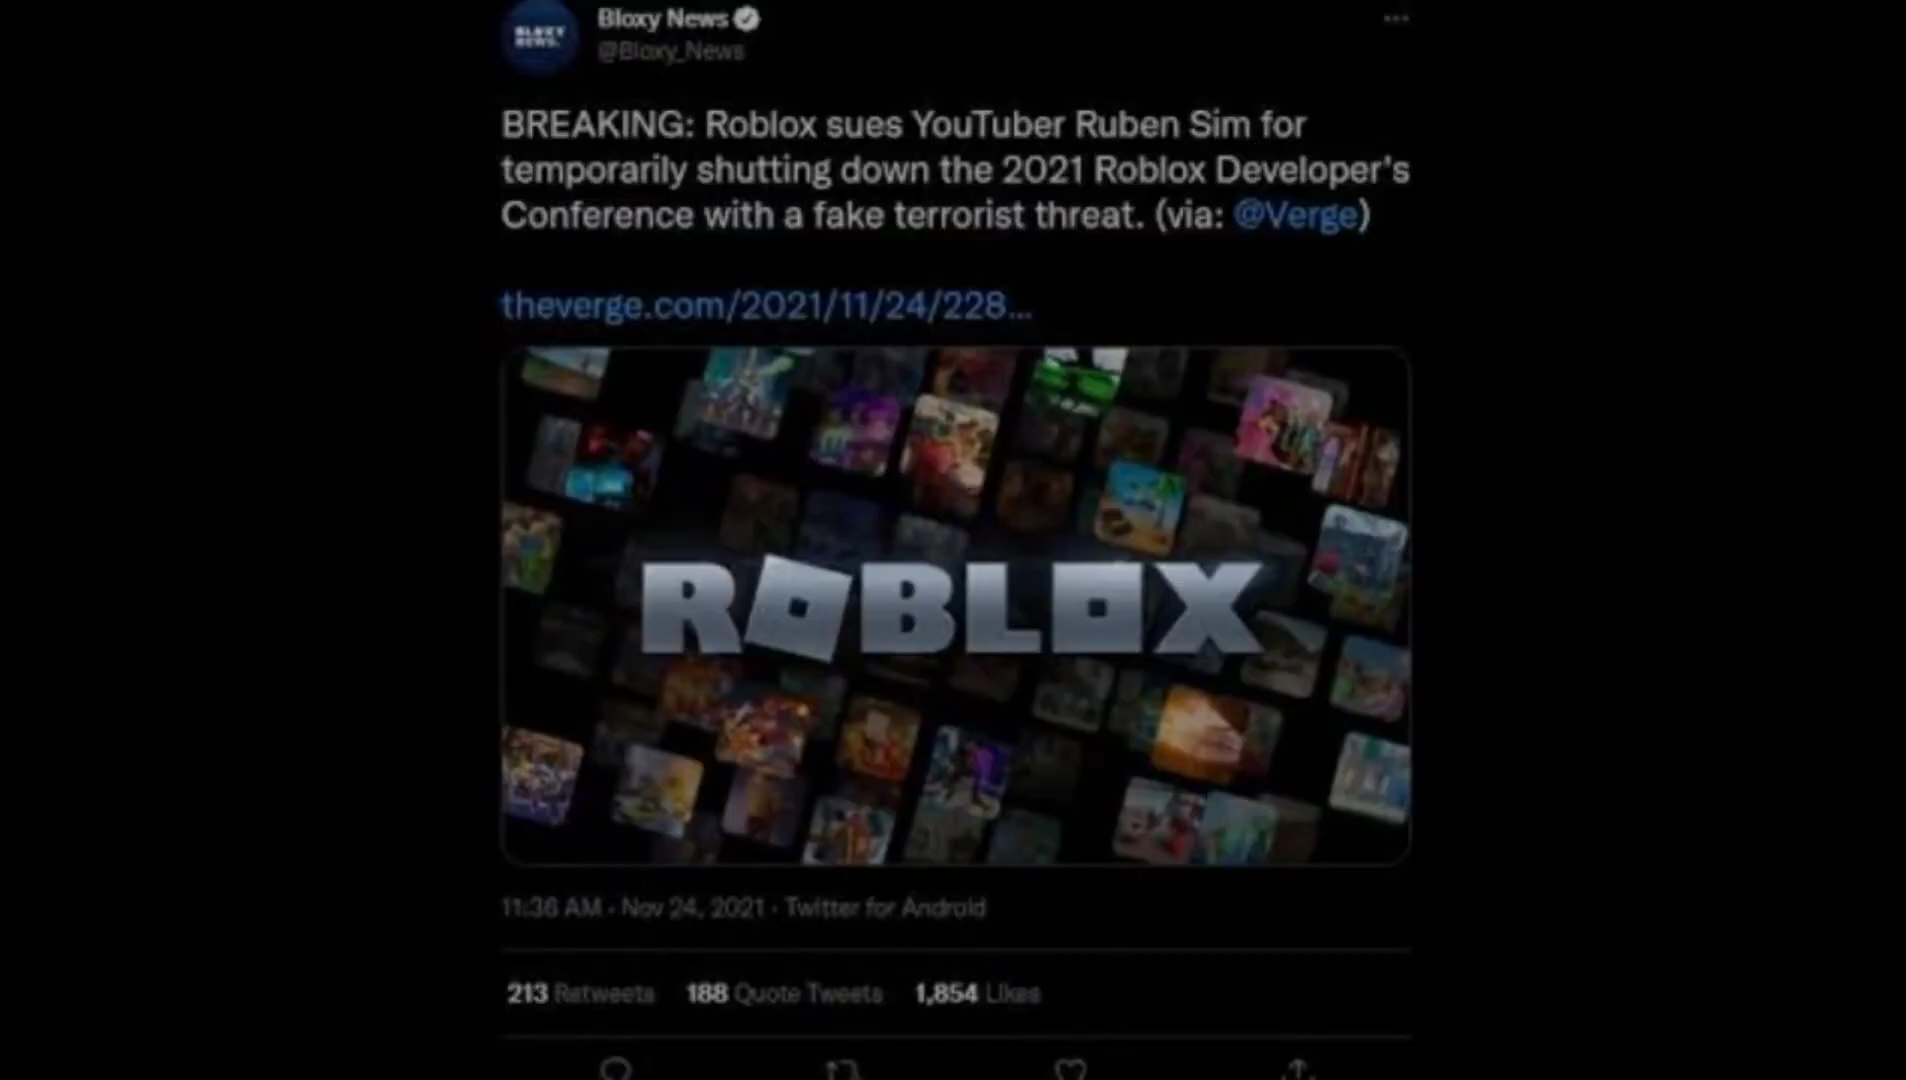 BLOXY
NEWS.
Bloxy News
@Bloxy_News
BREAKING: Roblox sues YouTuber Ruben Sim for
temporarily shutting down the 2021 Roblox Developer's
Conference with a fake terrorist threat. (via: @Verge)
theverge.com/2021/11/24/228...
ROBLOX
11:36 AM · Nov 24, 2021 · Twitter for Android
213 Retweets 188 Quote Tweets 1,854 Likes